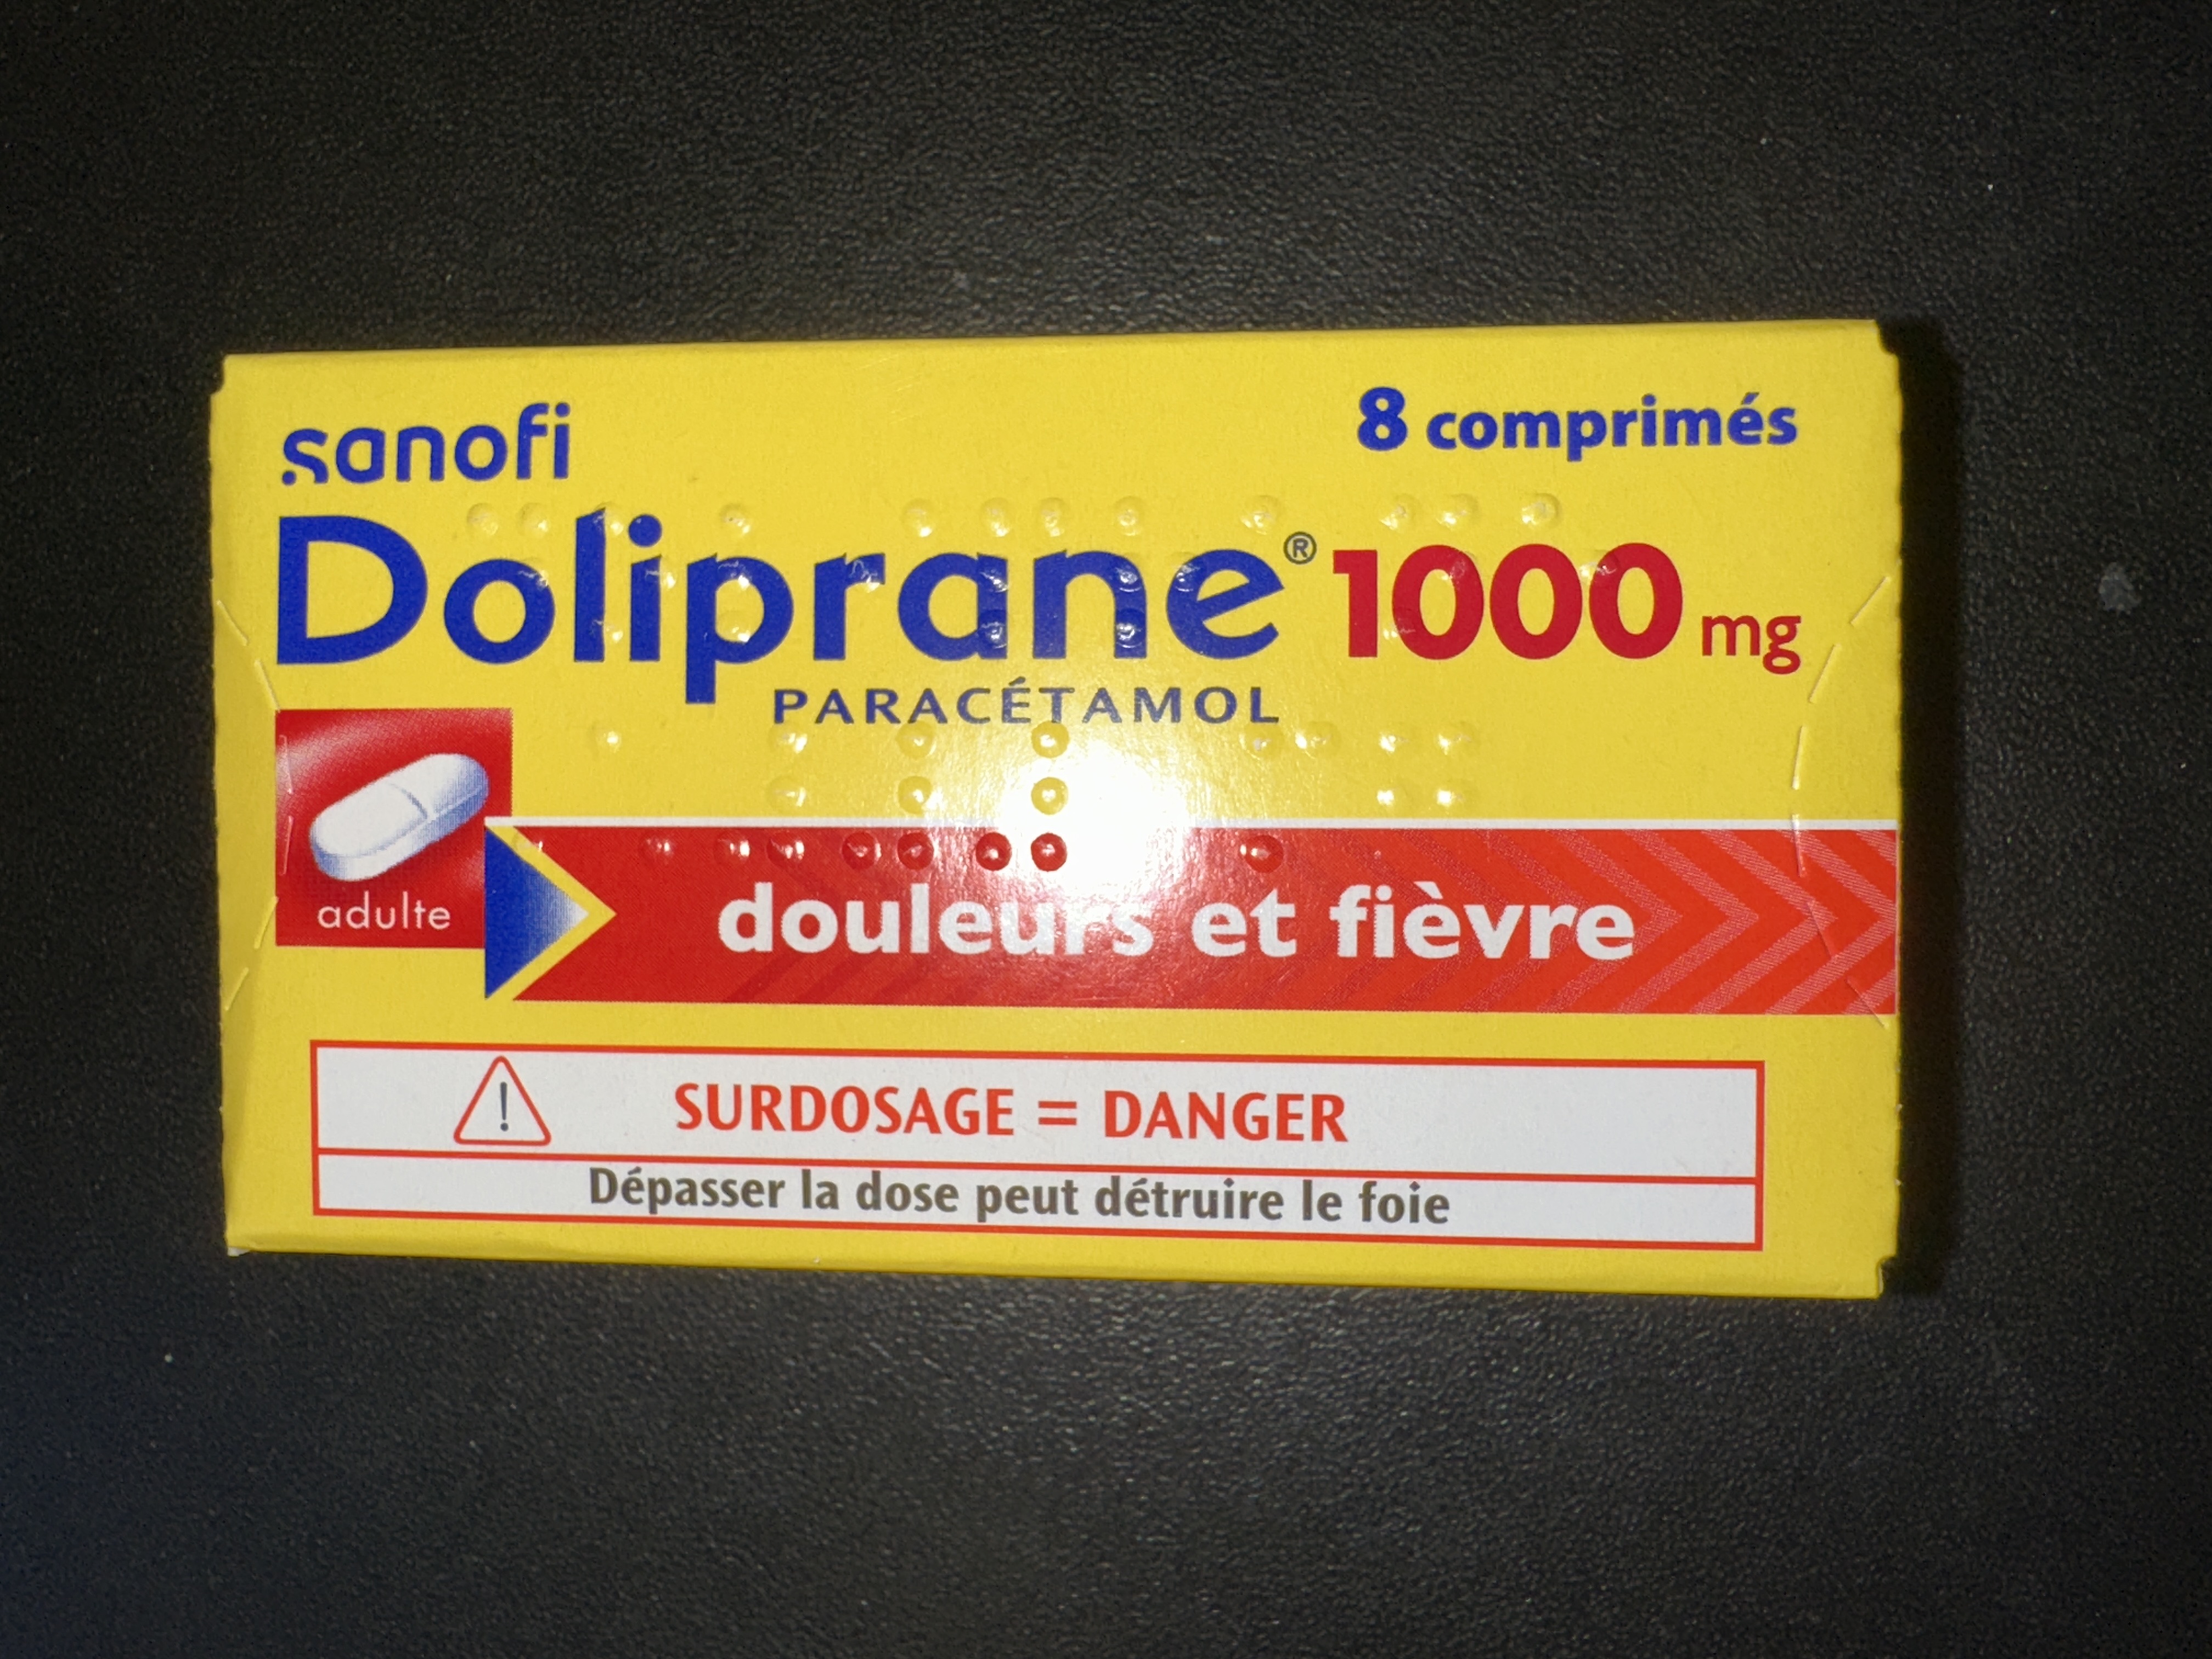 sanofi
8 comprimés
Doliprane® 1000 mg
PARACÉTAMOL
adulte
douleurs et fièvre
! SURDOSAGE = DANGER
Dépasser la dose peut détruire le foie